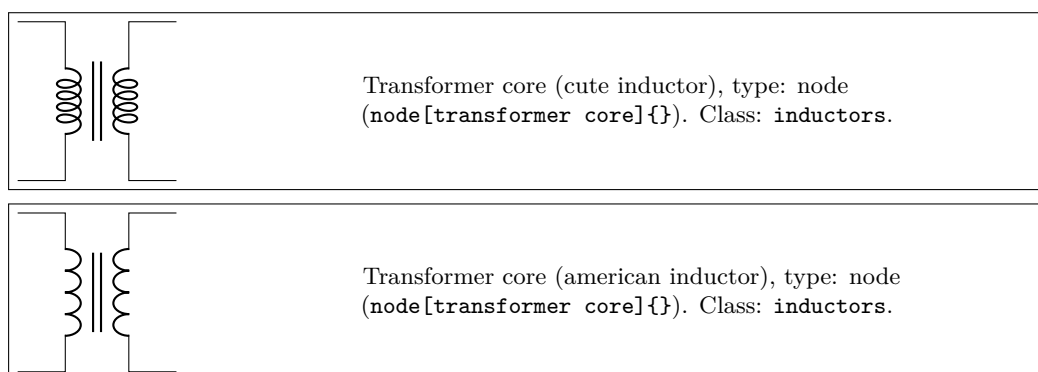 Transformer core (cute inductor), type: node
(node[transformer core]{}). Class: inductors.
Transformer core (american inductor), type: node
(node[transformer core]{}). Class: inductors.